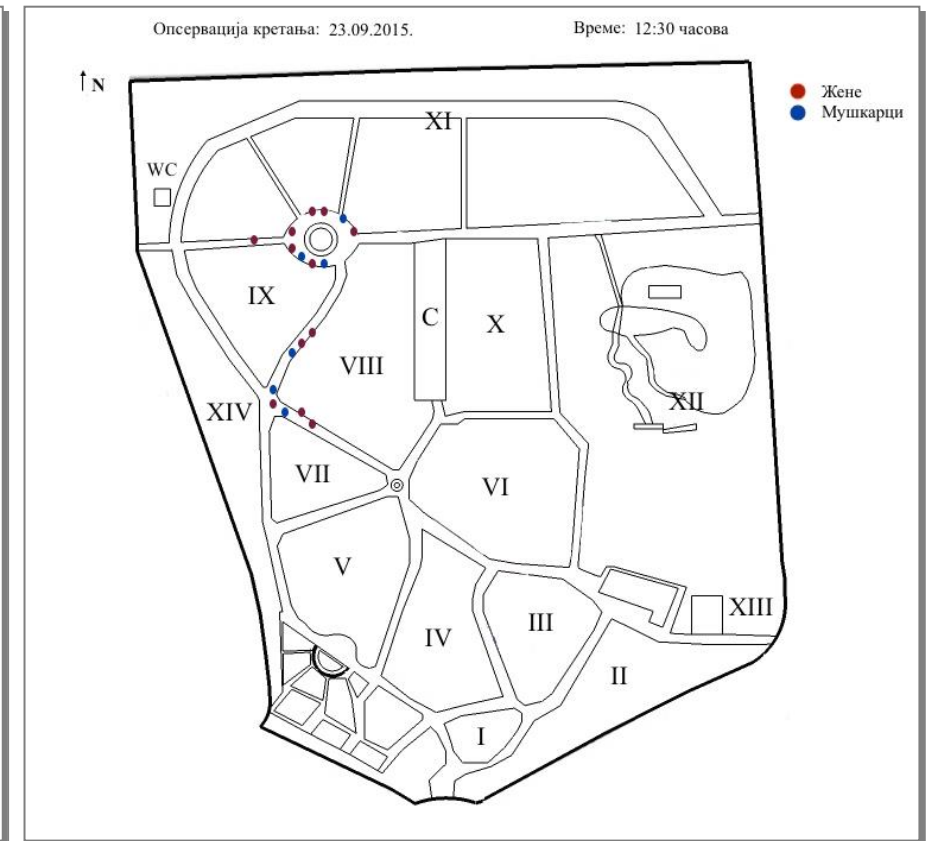 Опсервација кретања: 23.09.2015. Време: 12:30 часова
N
Жене
Мушкарци
XI
WC
IX
C
X
VIII
XII
XIV
VII
VI
V
XIII
III
IV
II
I